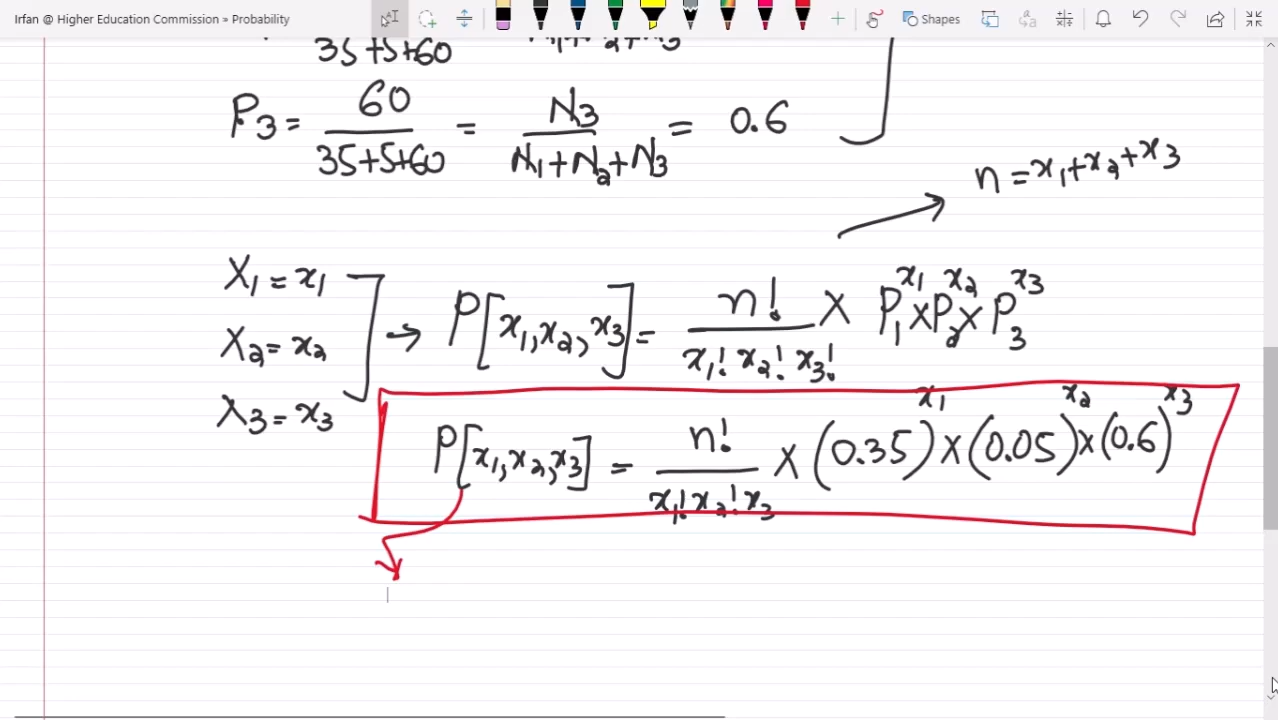 Irfan @ Higher Education Commission » Probability
Shapes
35+5+60
P3 = 60 / 35+5+60 = N3 / N1+N2+N3 = 0.6
n = x1+x2+x3
X1 = x1
X2 = x2
X3 = x3
→ P[x1,x2,x3] = n! / x1! x2! x3! × P1^x1 × P2^x2 × P3^x3
P[x1,x2,x3] = n! / x1! x2! x3 × (0.35)^x1 × (0.05)^x2 × (0.6)^x3